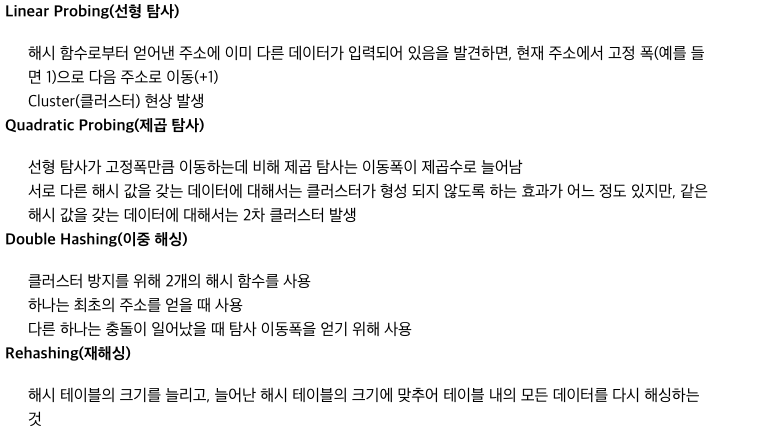 Linear Probing(선형 탐사)
해시 함수로부터 얻어낸 주소에 이미 다른 데이터가 입력되어 있음을 발견하면, 현재 주소에서 고정 폭(예를 들
면 1)으로 다음 주소로 이동(+1)
Cluster(클러스터) 현상 발생
Quadratic Probing(제곱 탐사)
선형 탐사가 고정폭만큼 이동하는데 비해 제곱 탐사는 이동폭이 제곱수로 늘어남
서로 다른 해시 값을 갖는 데이터에 대해서는 클러스터가 형성 되지 않도록 하는 효과가 어느 정도 있지만, 같은
해시 값을 갖는 데이터에 대해서는 2차 클러스터 발생
Double Hashing(이중 해싱)
클러스터 방지를 위해 2개의 해시 함수를 사용
하나는 최초의 주소를 얻을 때 사용
다른 하나는 충돌이 일어났을 때 탐사 이동폭을 얻기 위해 사용
Rehashing(재해싱)
해시 테이블의 크기를 늘리고, 늘어난 해시 테이블의 크기에 맞추어 테이블 내의 모든 데이터를 다시 해싱하는
것